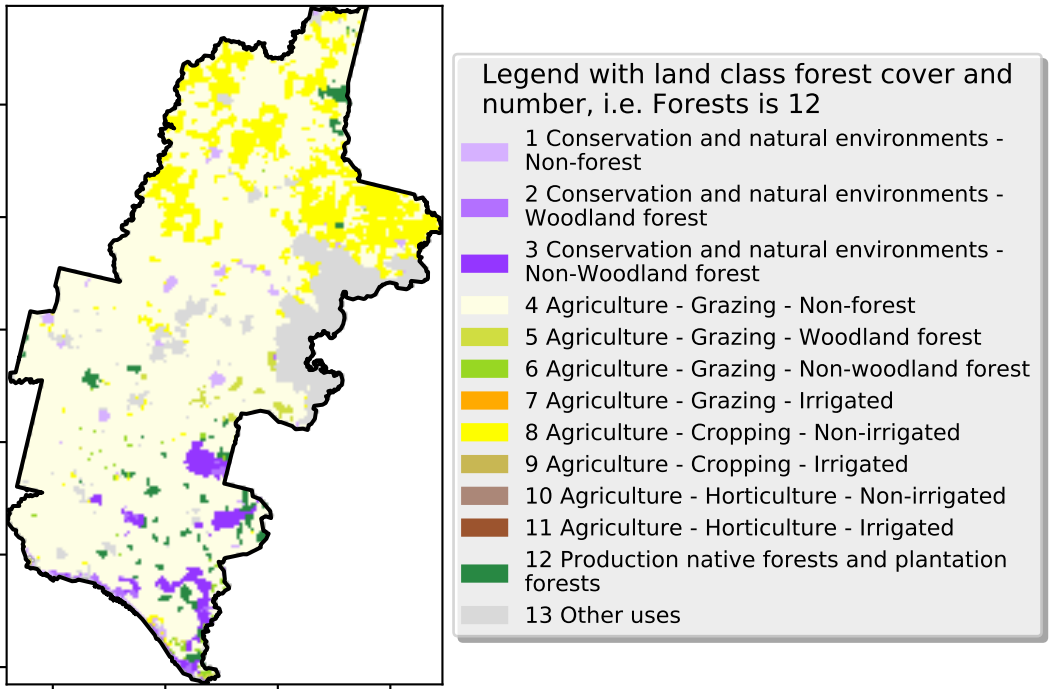 Legend with land class forest cover and
number, i.e. Forests is 12
1 Conservation and natural environments -
Non-forest
2 Conservation and natural environments -
Woodland forest
3 Conservation and natural environments -
Non-Woodland forest
4 Agriculture - Grazing - Non-forest
5 Agriculture - Grazing - Woodland forest
6 Agriculture - Grazing - Non-woodland forest
7 Agriculture - Grazing - Irrigated
8 Agriculture - Cropping - Non-irrigated
9 Agriculture - Cropping - Irrigated
10 Agriculture - Horticulture - Non-irrigated
11 Agriculture - Horticulture - Irrigated
12 Production native forests and plantation
forests
13 Other uses